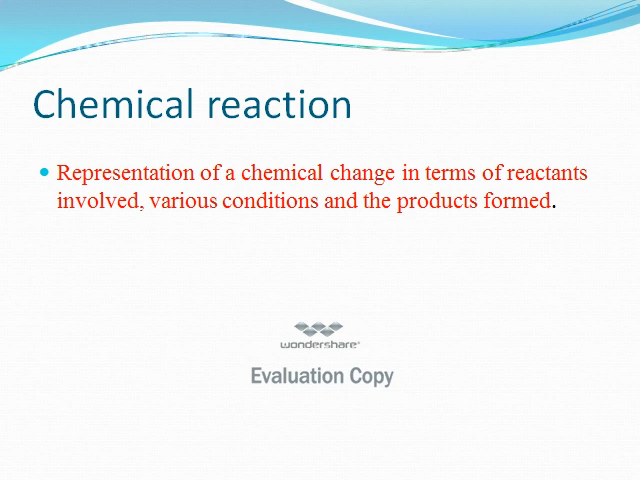 Chemical reaction
Representation of a chemical change in terms of reactants
involved, various conditions and the products formed.
wondershare
Evaluation Copy